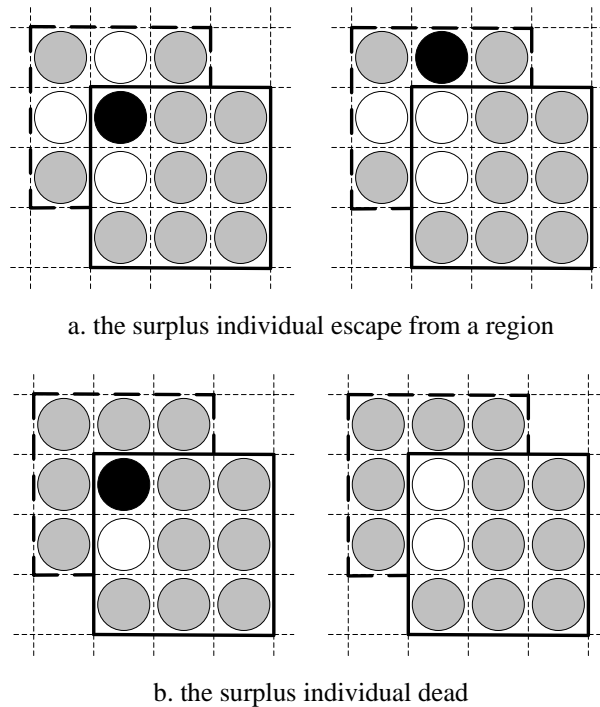 a. the surplus individual escape from a region
b. the surplus individual dead